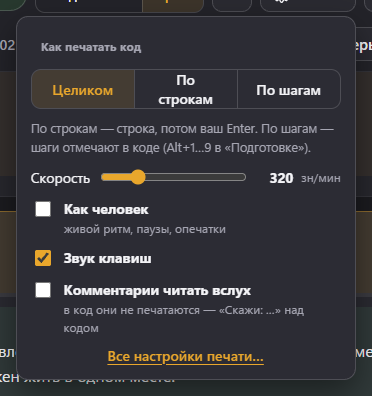 02
Как печатать код
Целиком
По строкам
По шагам
По строкам — строка, потом ваш Enter. По шагам —
шаги отмечают в коде (Alt+1…9 в «Подготовке»).
Скорость
320 зн/мин
Как человек
живой ритм, паузы, опечатки
Звук клавиш
Комментарии читать вслух
в код они не печатаются — «Скажи: …» над
кодом
Все настройки печати…